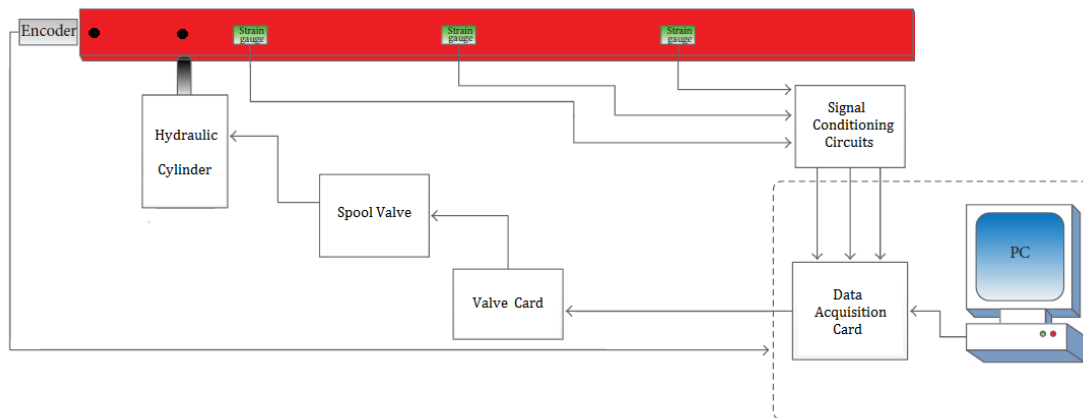 Encoder
Strain
gauge
Strain
gauge
Strain
gauge
Signal
Conditioning
Circuits
Hydraulic
Cylinder
Spool Valve
PC
Valve Card
Data
Acquisition
Card